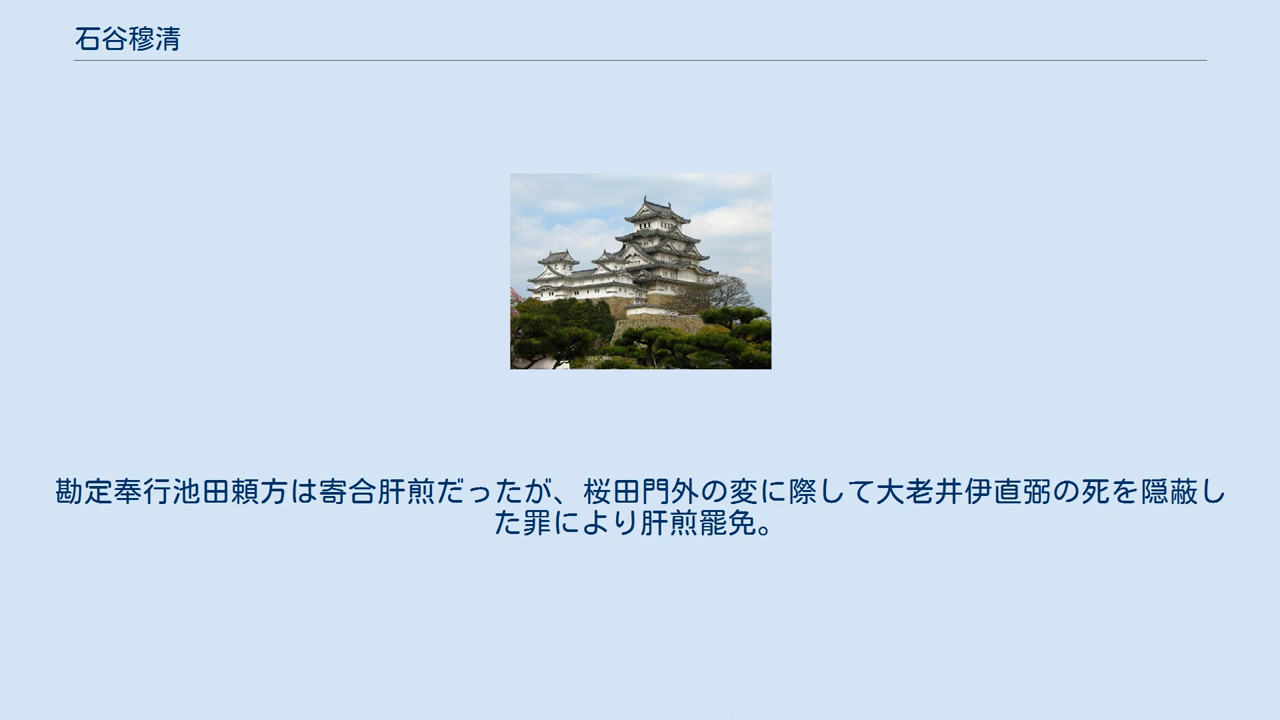 石谷穆清
勘定奉行池田頼方は寄合肝煎だったが、桜田門外の変に際して大老井伊直弼の死を隠蔽し
た罪により肝煎罷免。